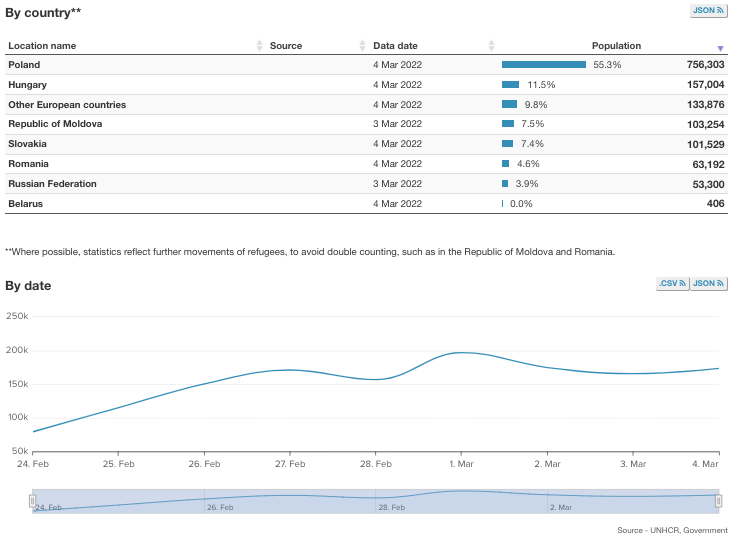 By country**
JSON
Location name Source Data date Population
Poland 4 Mar 2022 55.3% 756,303
Hungary 4 Mar 2022 11.5% 157,004
Other European countries 4 Mar 2022 9.8% 133,876
Republic of Moldova 3 Mar 2022 7.5% 103,254
Slovakia 4 Mar 2022 7.4% 101,529
Romania 4 Mar 2022 4.6% 63,192
Russian Federation 3 Mar 2022 3.9% 53,300
Belarus 4 Mar 2022 0.0% 406
**Where possible, statistics reflect further movements of refugees, to avoid double counting, such as in the Republic of Moldova and Romania.
By date
.CSV JSON
250k
200k
150k
100k
50k
24. Feb 25. Feb 26. Feb 27. Feb 28. Feb 1. Mar 2. Mar 3. Mar 4. Mar
24. Feb 26. Feb 28. Feb 2. Mar
Source - UNHCR, Government